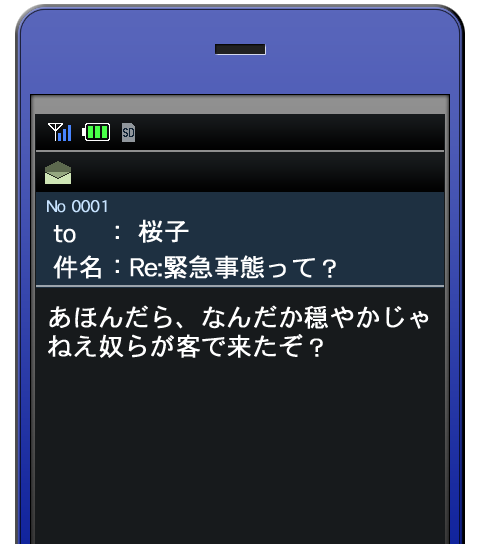 SD
No 0001
to : 桜子
件名:Re:緊急事態って？
あほんだら、なんだか穏やかじゃ
ねえ奴らが客で来たぞ？